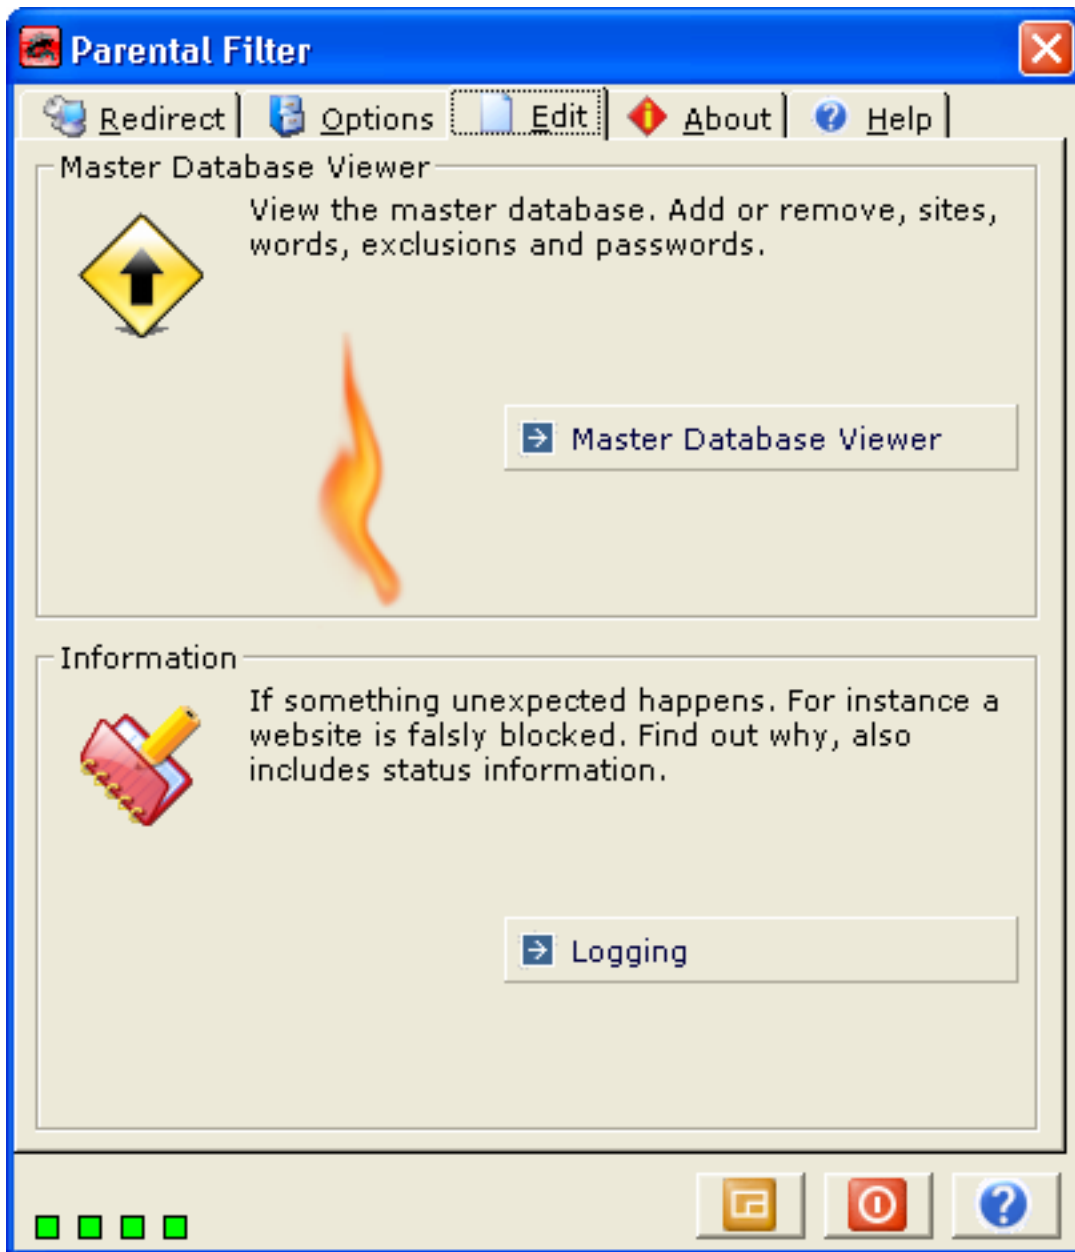 Parental Filter
Redirect Options Edit About Help
Master Database Viewer
View the master database. Add or remove, sites,
words, exclusions and passwords.
Master Database Viewer
Information
If something unexpected happens. For instance a
website is falsly blocked. Find out why, also
includes status information.
Logging